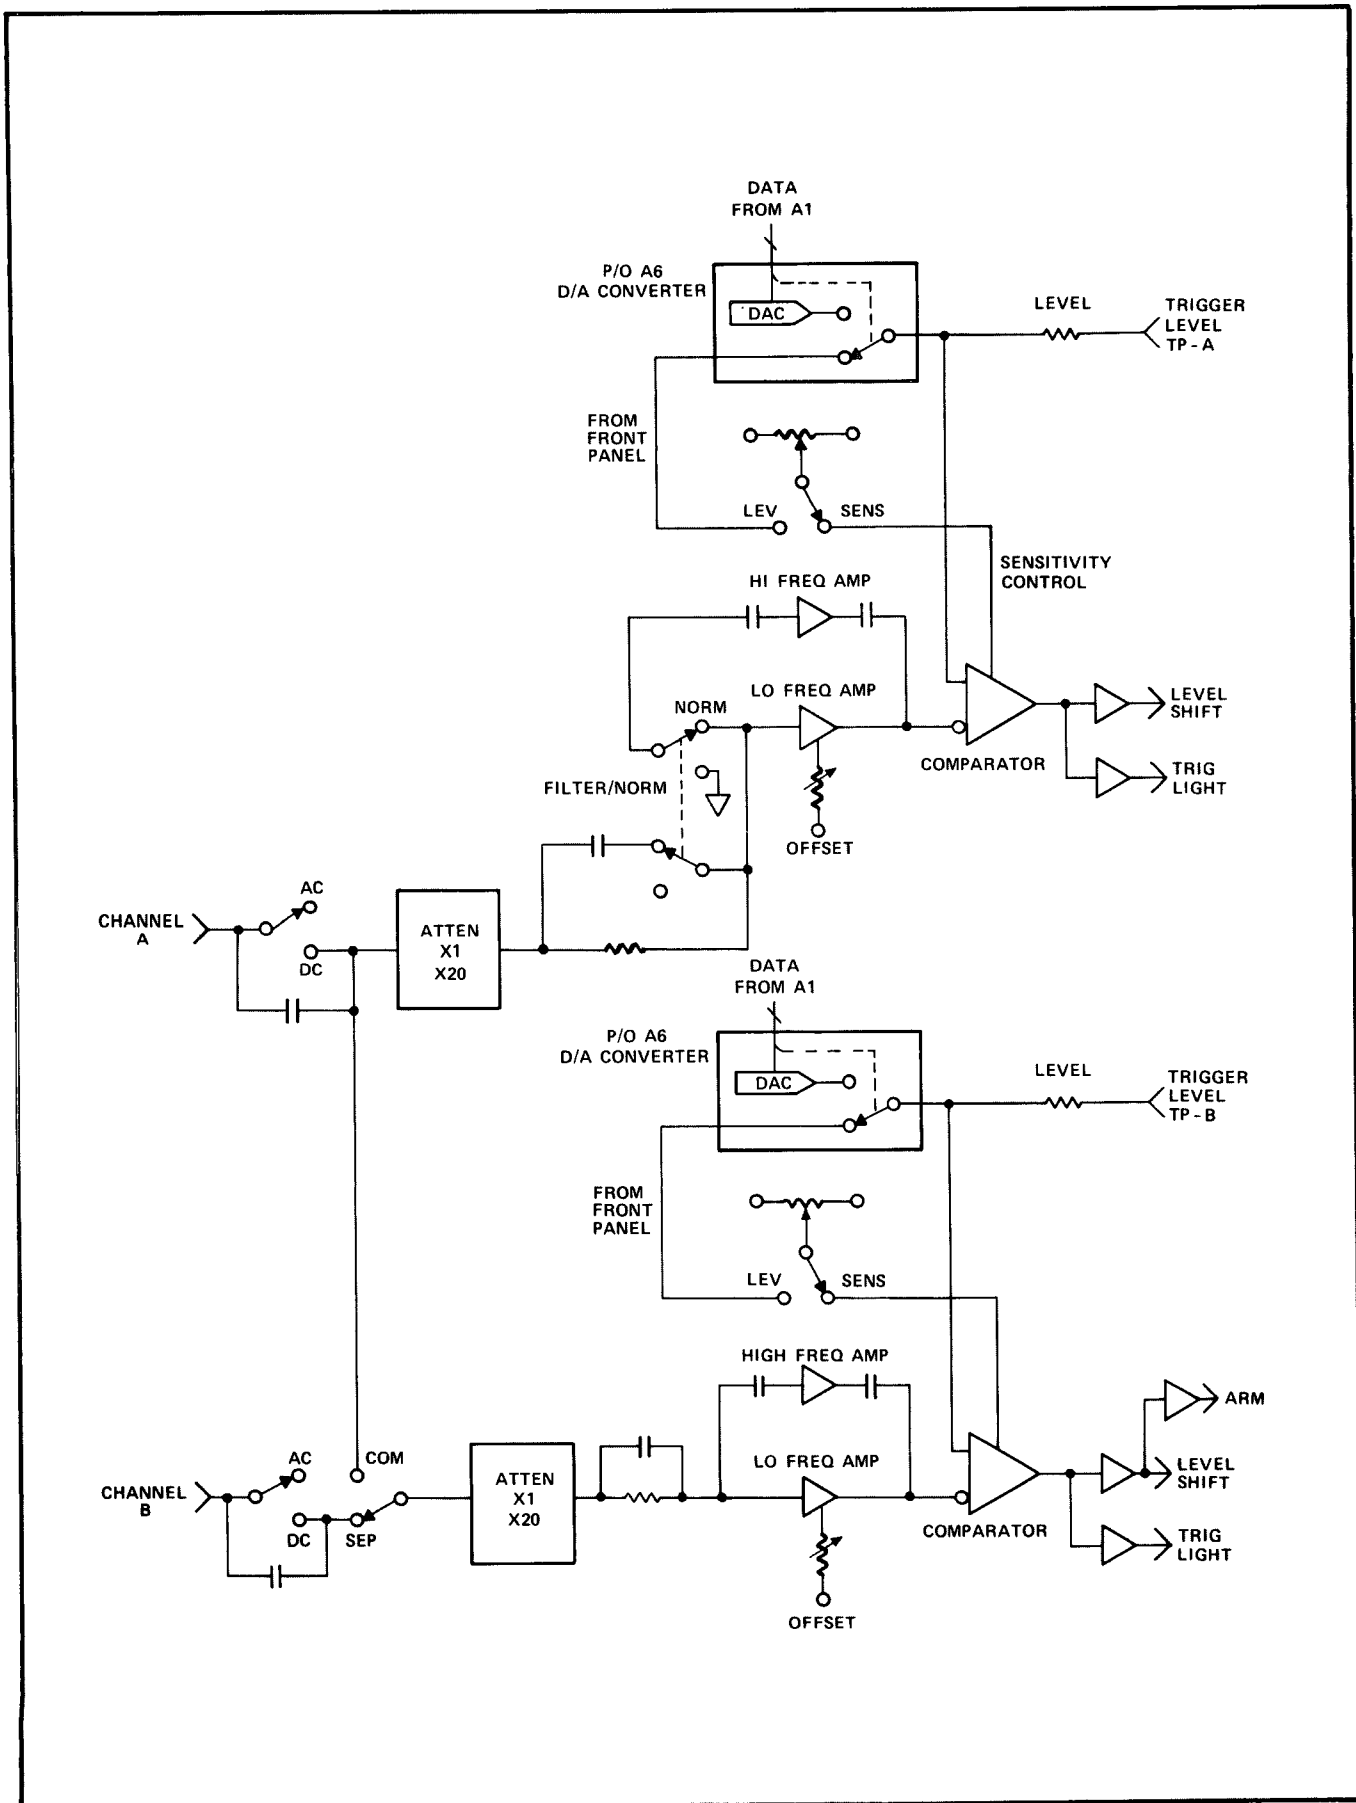 DATA
FROM A1
P/O A6
D/A CONVERTER
DAC
LEVEL
TRIGGER
LEVEL
TP-A
FROM
FRONT
PANEL
LEV
SENS
SENSITIVITY
CONTROL
HI FREQ AMP
LO FREQ AMP
NORM
LEVEL
SHIFT
COMPARATOR
TRIG
LIGHT
FILTER/NORM
OFFSET
AC
CHANNEL
A
DC
ATTEN
X1
X20
DATA
FROM A1
P/O A6
D/A CONVERTER
DAC
LEVEL
TRIGGER
LEVEL
TP-B
FROM
FRONT
PANEL
LEV
SENS
HIGH FREQ AMP
ARM
LO FREQ AMP
AC
COM
CHANNEL
B
DC
SEP
ATTEN
X1
X20
LEVEL
SHIFT
COMPARATOR
TRIG
LIGHT
OFFSET